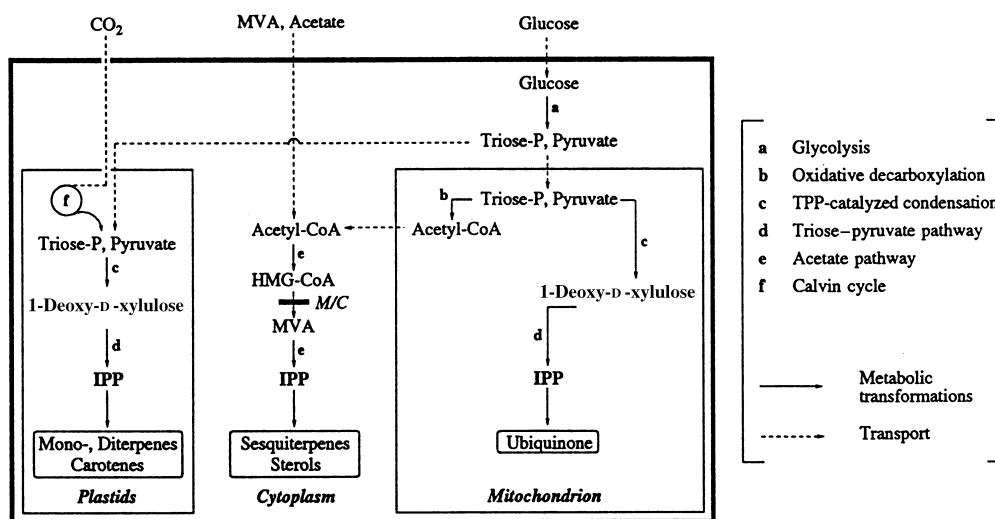 CO2
MVA, Acetate
Glucose
Glucose
a
Triose-P, Pyruvate
f
Triose-P, Pyruvate
c
1-Deoxy-D-xylulose
d
IPP
Mono-, Diterpenes
Carotenes
Plastids
Acetyl-CoA
e
HMG-CoA
M/C
MVA
e
IPP
Sesquiterpenes
Sterols
Cytoplasm
Triose-P, Pyruvate
b
Acetyl-CoA
c
1-Deoxy-D-xylulose
d
IPP
Ubiquinone
Mitochondrion
a Glycolysis
b Oxidative decarboxylation
c TPP-catalyzed condensation
d Triose–pyruvate pathway
e Acetate pathway
f Calvin cycle
Metabolic
transformations
Transport